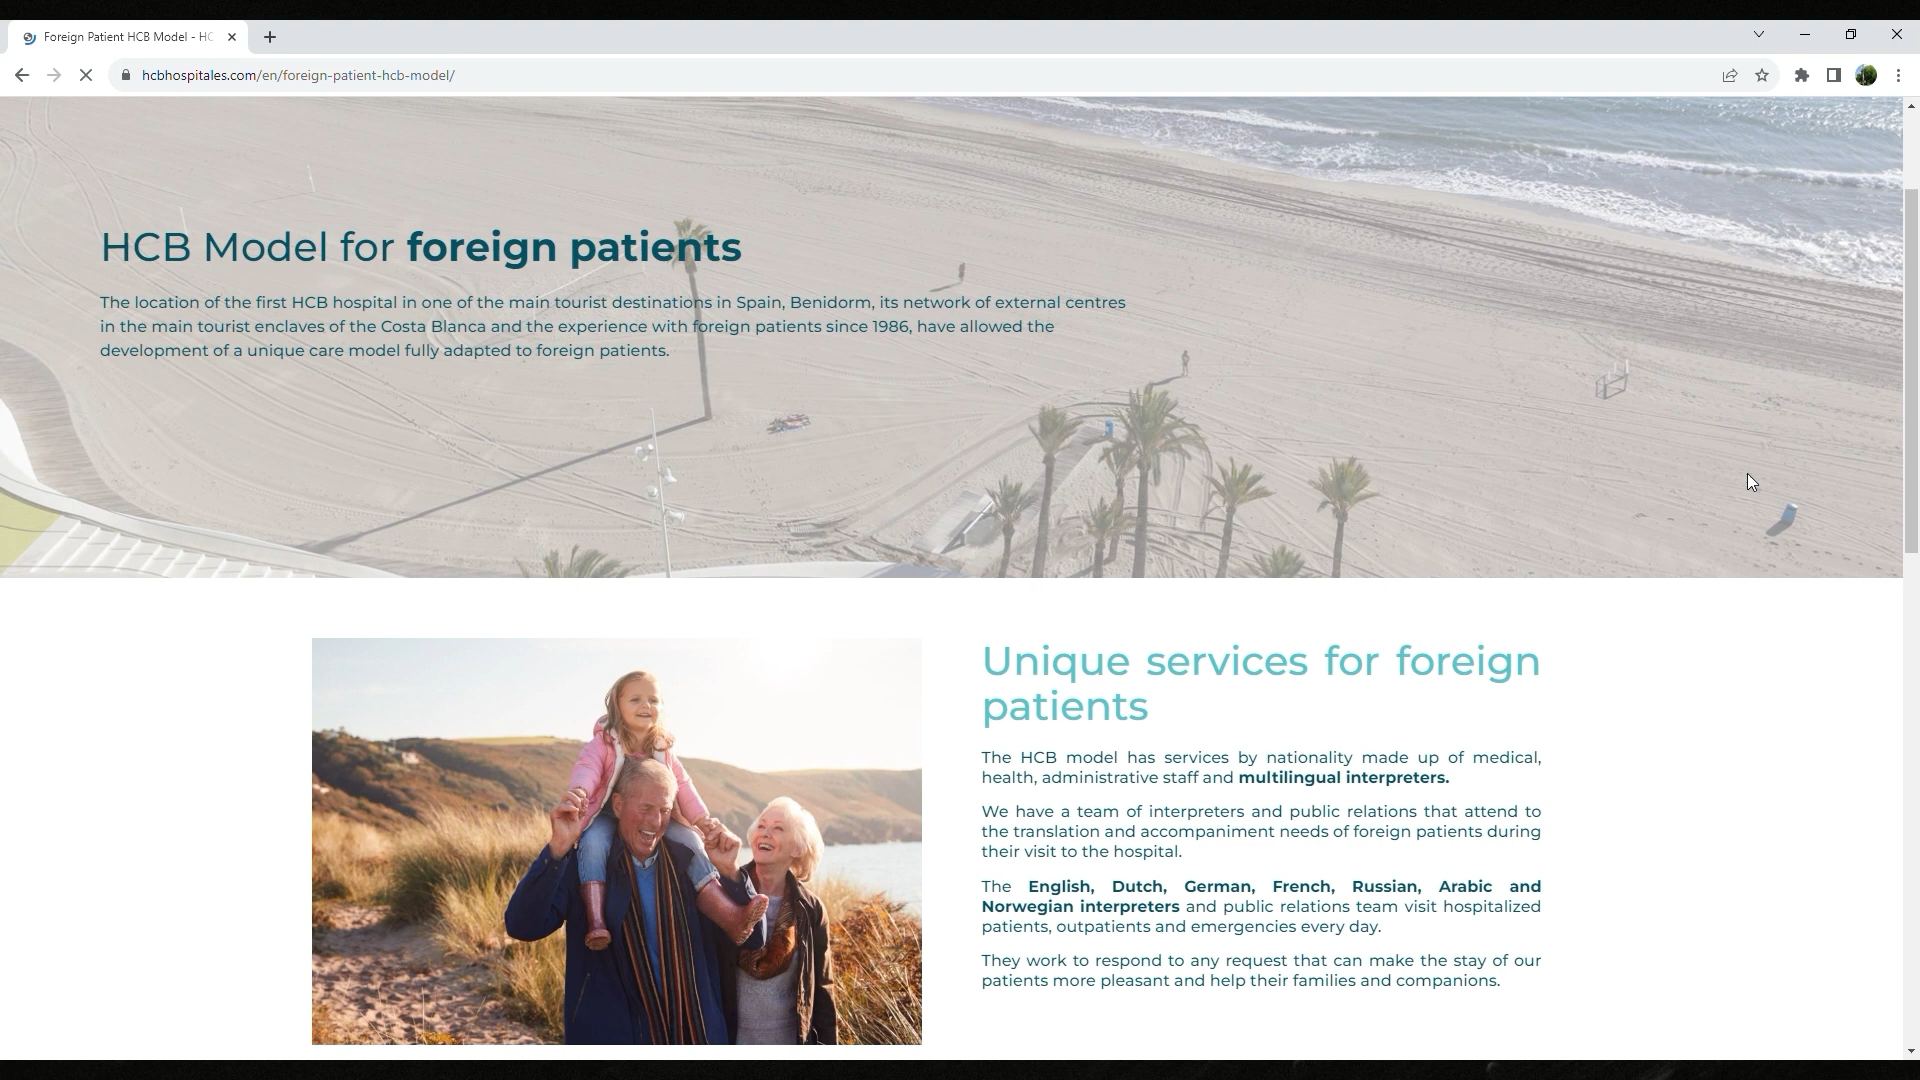 Foreign Patient HCB Model - HC
hcbhospitales.com/en/foreign-patient-hcb-model/
HCB Model for foreign patients
The location of the first HCB hospital in one of the main tourist destinations in Spain, Benidorm, its network of external centres
in the main tourist enclaves of the Costa Blanca and the experience with foreign patients since 1986, have allowed the
development of a unique care model fully adapted to foreign patients.
Unique services for foreign
patients
The HCB model has services by nationality made up of medical,
health, administrative staff and multilingual interpreters.
We have a team of interpreters and public relations that attend to
the translation and accompaniment needs of foreign patients during
their visit to the hospital.
The English, Dutch, German, French, Russian, Arabic and
Norwegian interpreters and public relations team visit hospitalized
patients, outpatients and emergencies every day.
They work to respond to any request that can make the stay of our
patients more pleasant and help their families and companions.